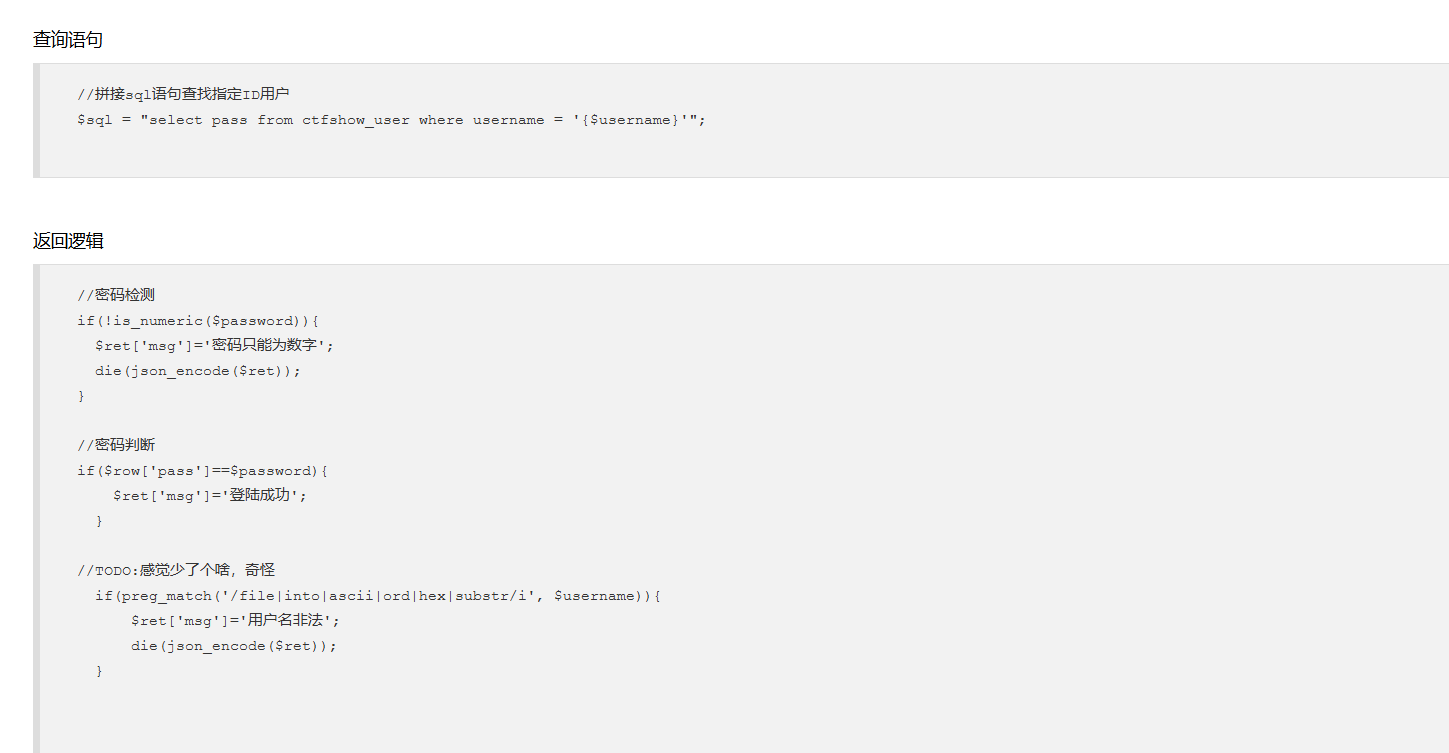 查询语句
//拼接sql语句查找指定ID用户
$sql = "select pass from ctfshow_user where username = '{$username}'";
返回逻辑
//密码检测
if(!is_numeric($password)){
$ret['msg']='密码只能为数字';
die(json_encode($ret));
}
//密码判断
if($row['pass']==$password){
$ret['msg']='登陆成功';
}
//TODO:感觉少了个啥，奇怪
if(preg_match('/file|into|ascii|ord|hex|substr/i', $username)){
$ret['msg']='用户名非法';
die(json_encode($ret));
}